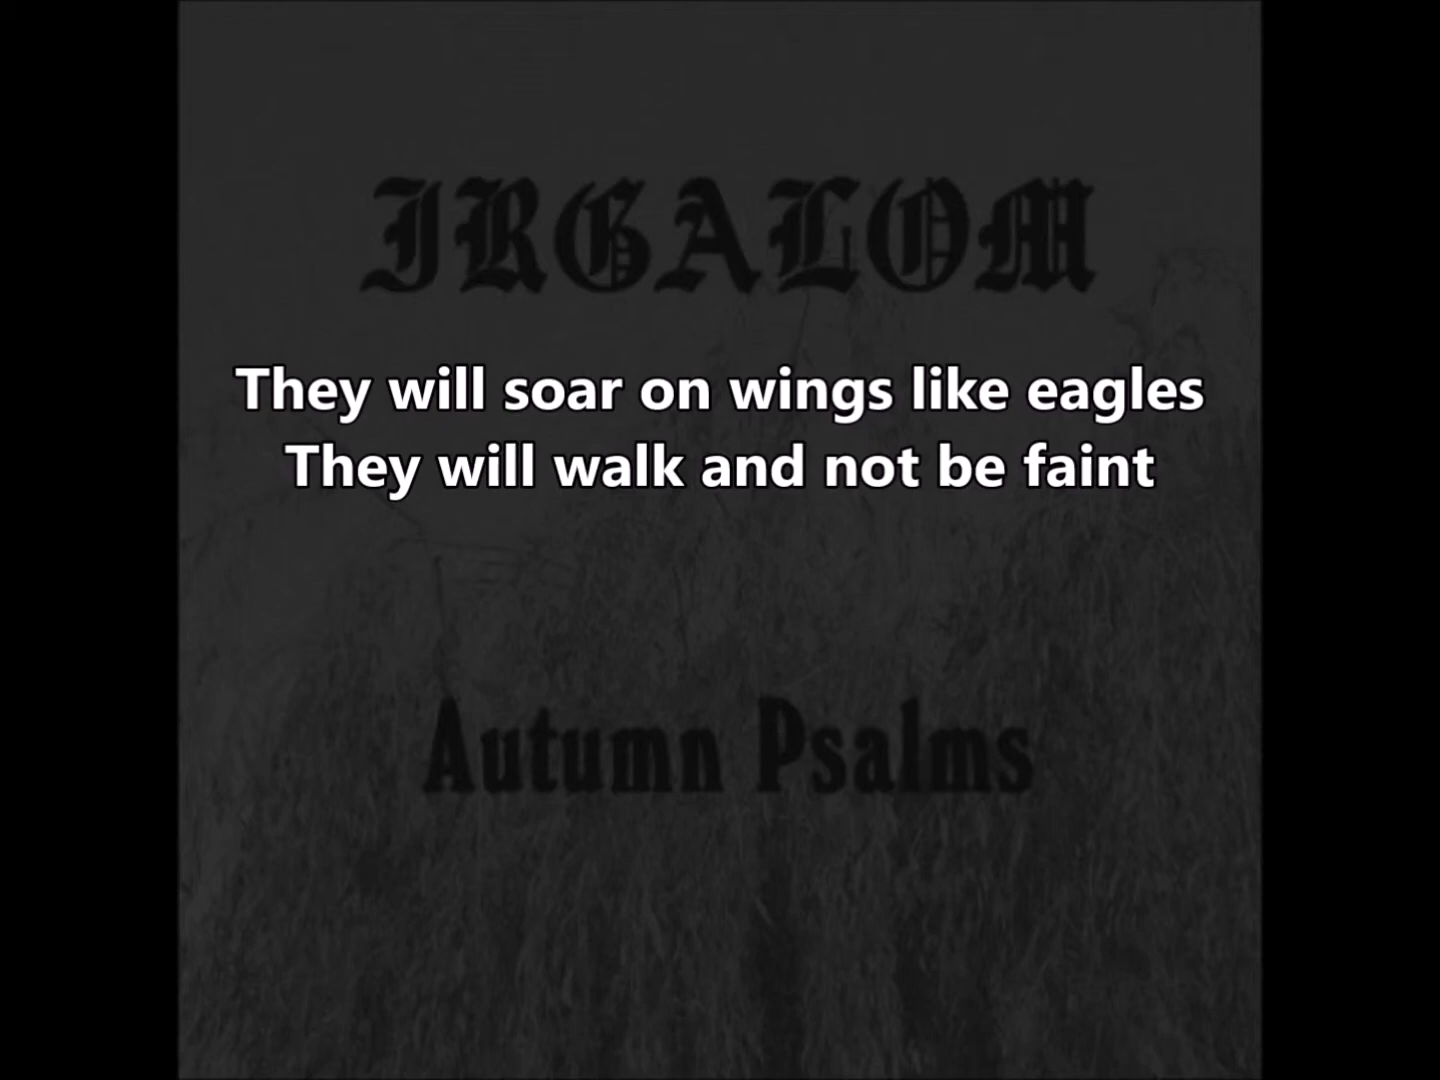 IRGALOM
They will soar on wings like eagles
They will walk and not be faint
Autumn Psalms